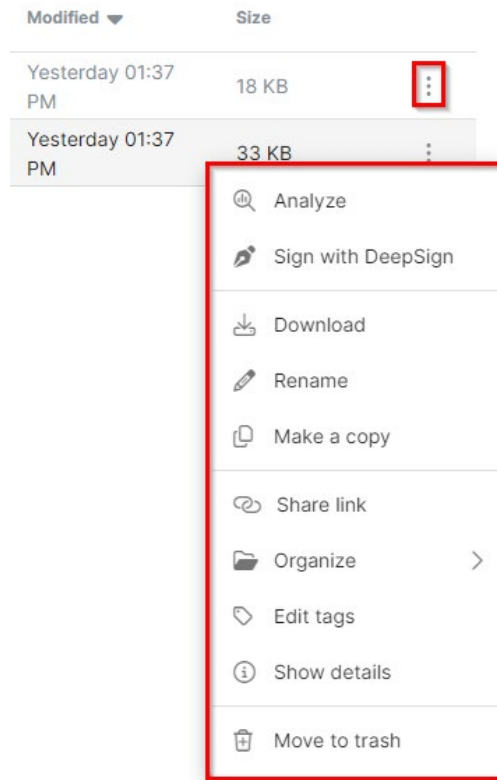 Modified Size
Yesterday 01:37 18 KB
PM
Yesterday 01:37 33 KB
PM
Analyze
Sign with DeepSign
Download
Rename
Make a copy
Share link
Organize
Edit tags
Show details
Move to trash